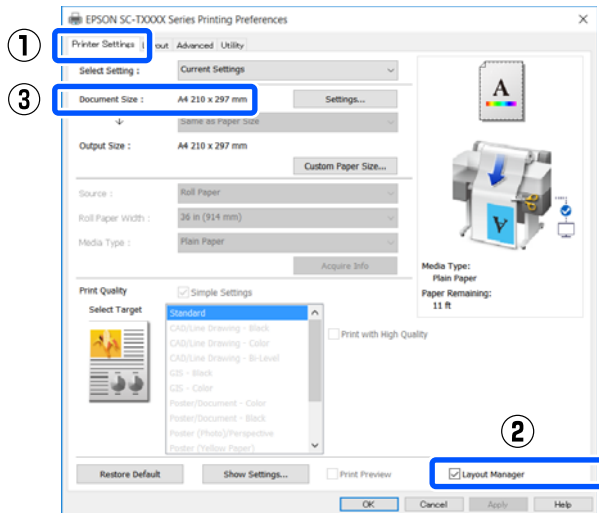 EPSON SC-TXXXX Series Printing Preferences
①
Printer Settings out Advanced Utility
Select Setting : Current Settings
③
Document Size : A4 210 x 297 mm Settings...
Same as Paper Size
Output Size : A4 210 x 297 mm
Custom Paper Size...
Source : Roll Paper
Roll Paper Width : 36 in (914 mm)
Media Type : Plain Paper
Acquire Info
A
A
Media Type:
Plain Paper
Paper Remaining:
11 ft
Print Quality Simple Settings
Select Target
Standard
CAD/Line Drawing - Black
CAD/Line Drawing - Color
CAD/Line Drawing - Bi-Level
GIS - Black
GIS - Color
Poster/Document - Color
Poster/Document - Black
Poster (Photo)/Perspective
Poster (Yellow Paper)
Print with High Quality
②
Restore Default Show Settings... Print Preview Layout Manager
OK Cancel Apply Help